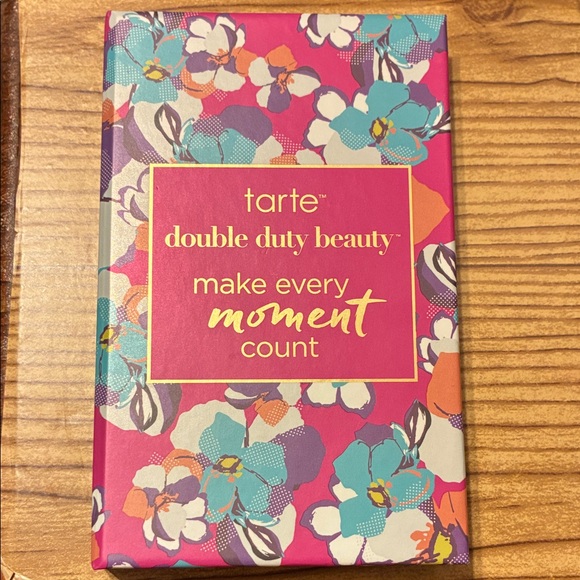 tarte™
double duty beauty™
make every
moment
count